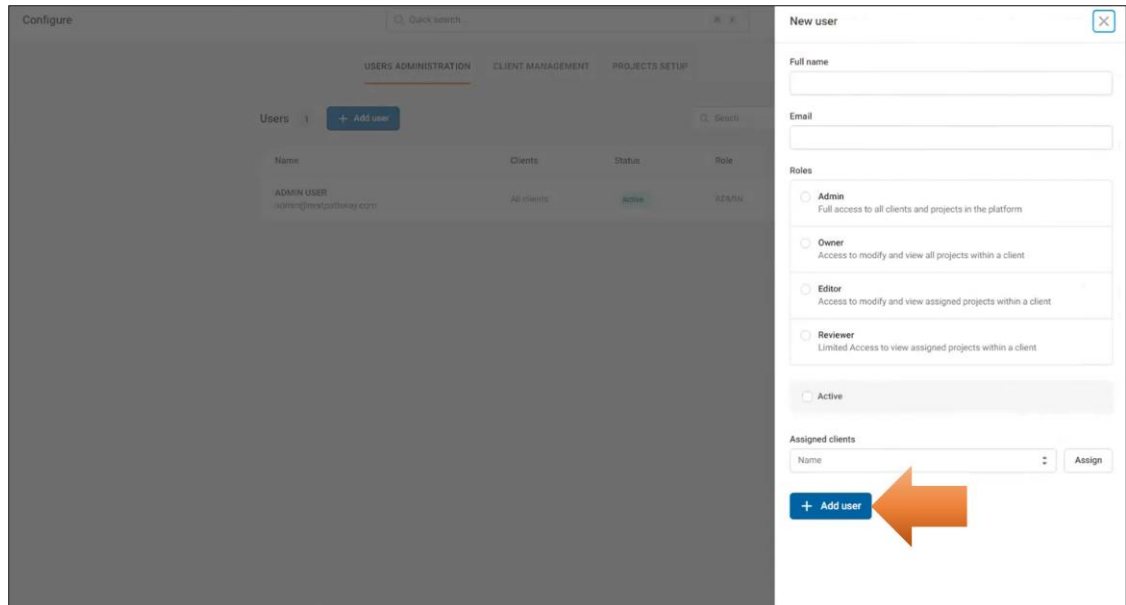 Configure
Quick search...
New user
Full name
USERS ADMINISTRATION CLIENT MANAGEMENT PROJECTS SETUP
Users 1 + Add user
Search
Email
Name Clients Status Role
ADMIN USER All clients Active ADMIN
Roles
Admin
Full access to all clients and projects in the platform
Owner
Access to modify and view all projects within a client
Editor
Access to modify and view assigned projects within a client
Reviewer
Limited Access to view assigned projects within a client
Active
Assigned clients
Name Assign
+ Add user